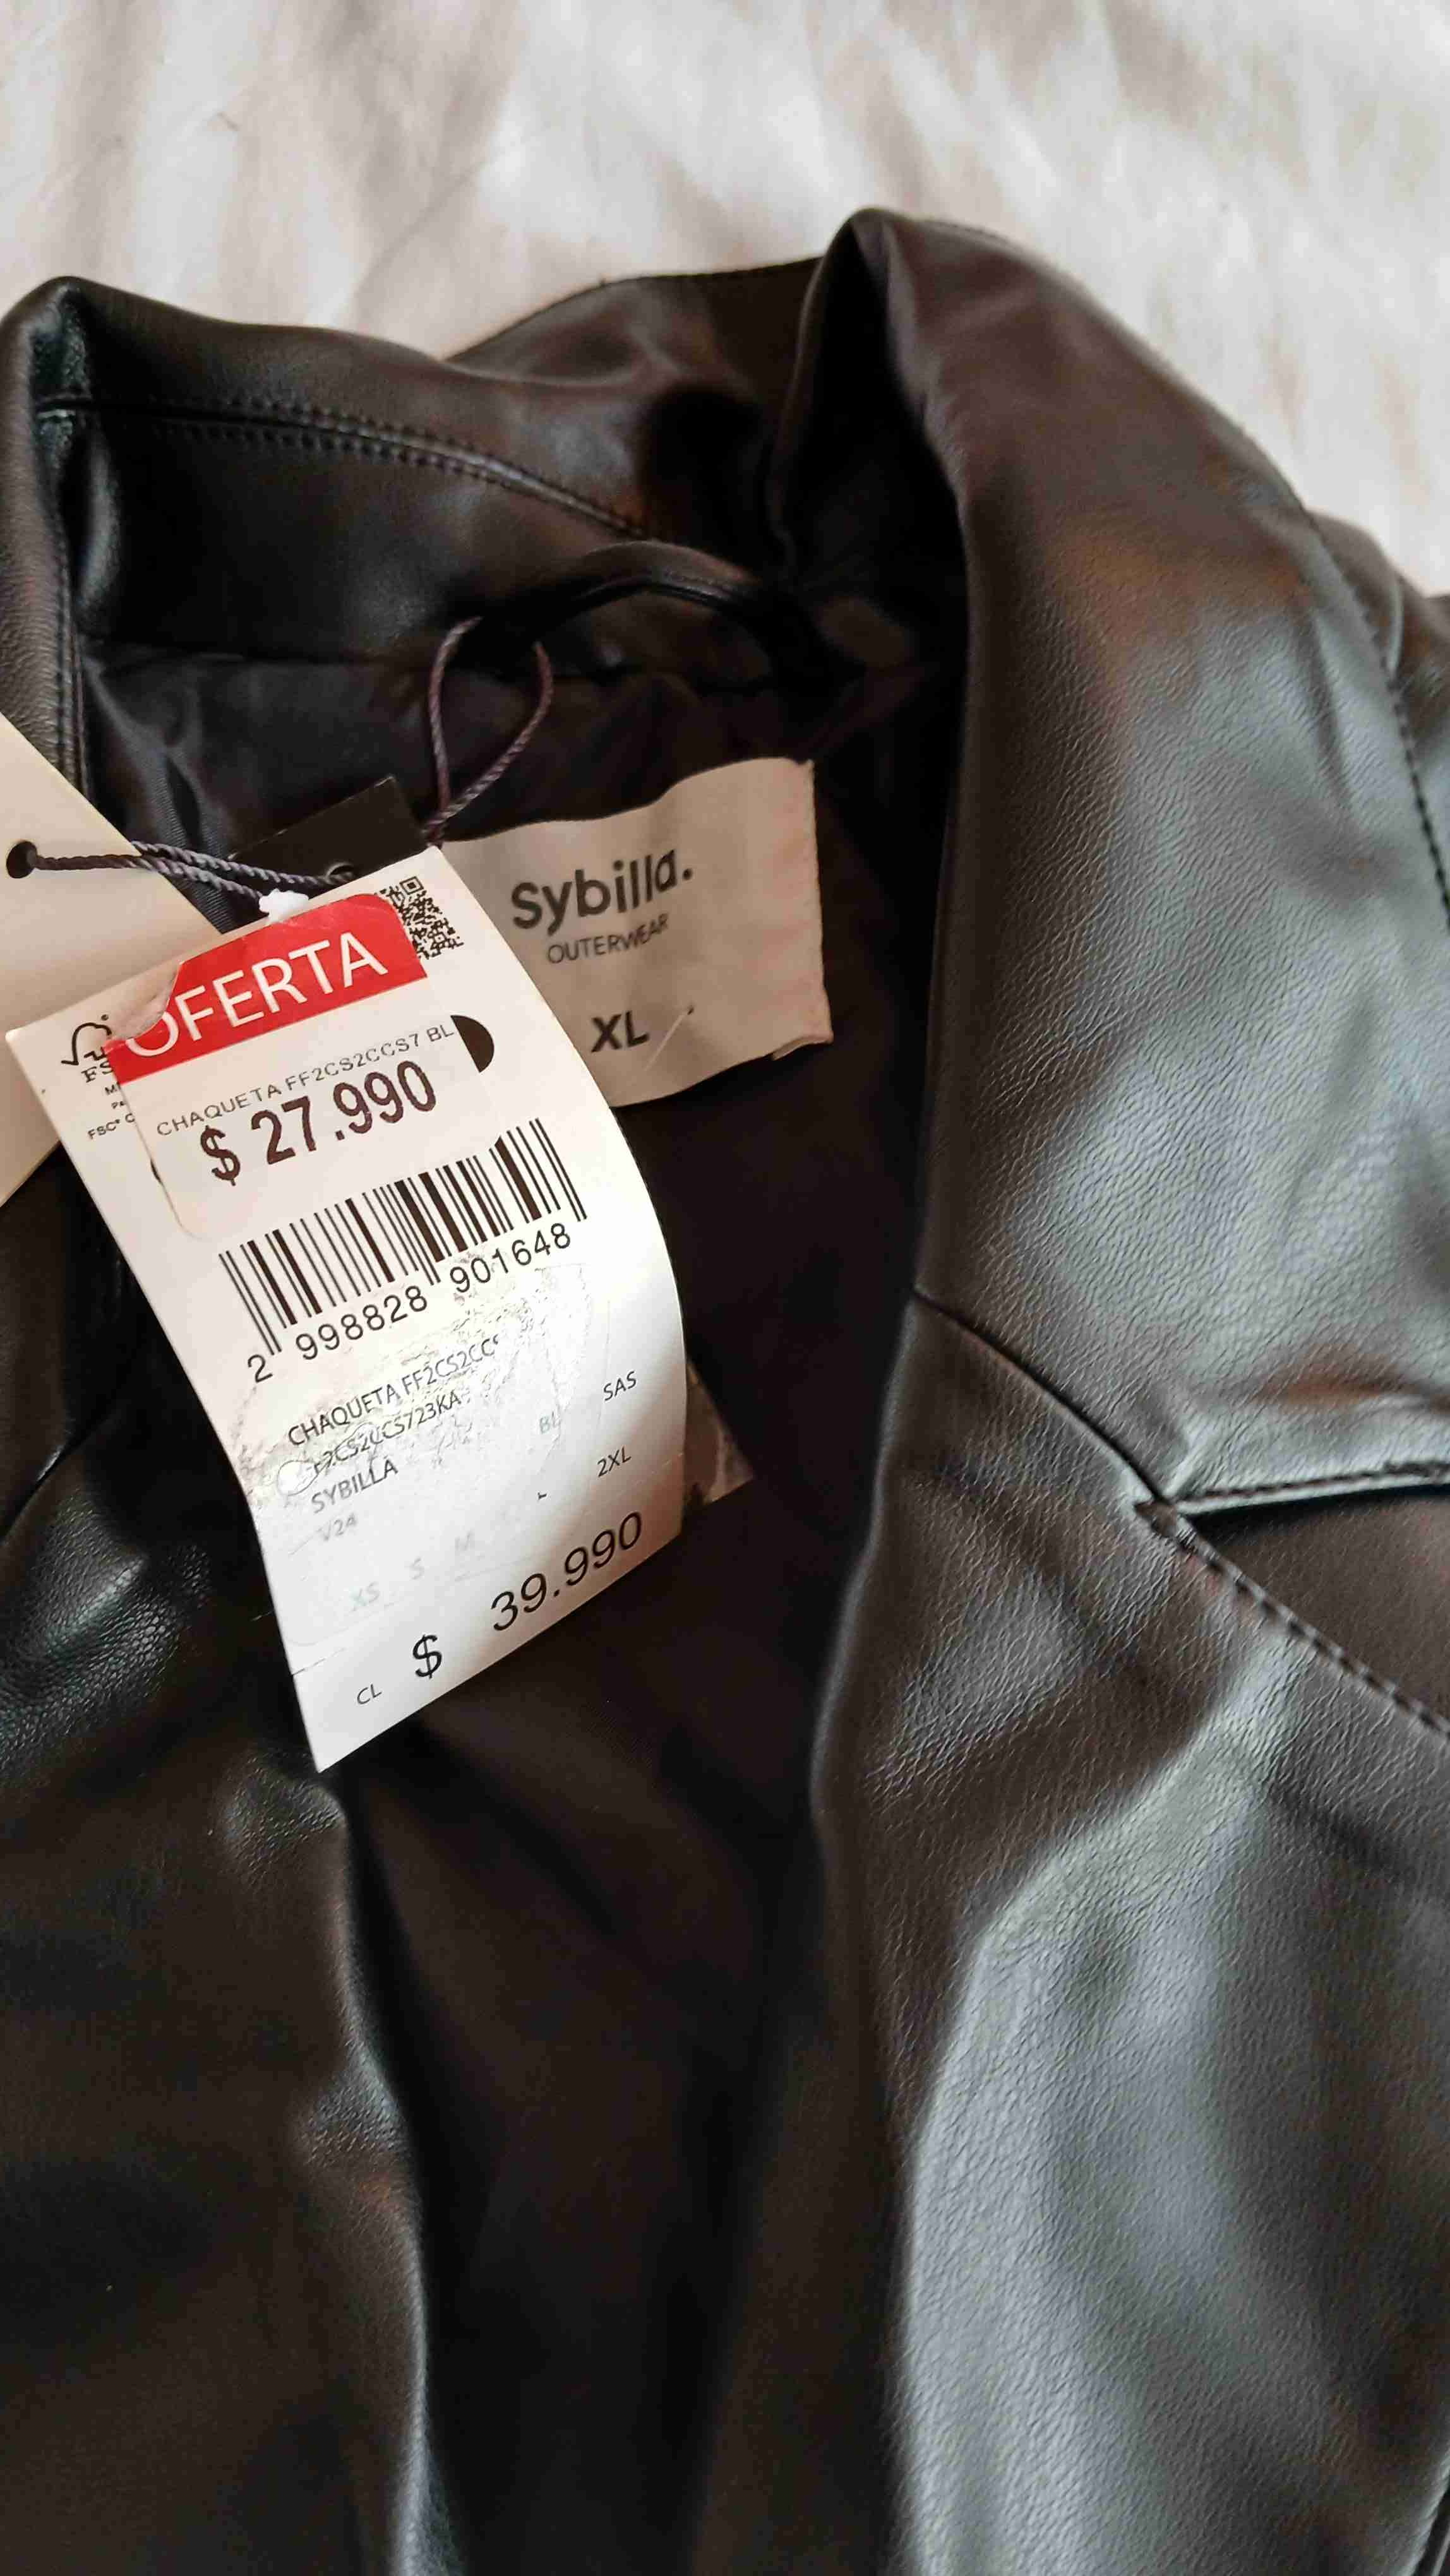 Sybilla.
OUTERWEAR
XL
OFERTA
CHAQUETA FF2CS2CCS7 BL
$ 27.990
2 998828 901648
CHAQUETA FF2CS2CC
F2CS2CCS723KA
SYBILLA
BL
SAS
V24
XS S M L 2XL
CL $ 39.990